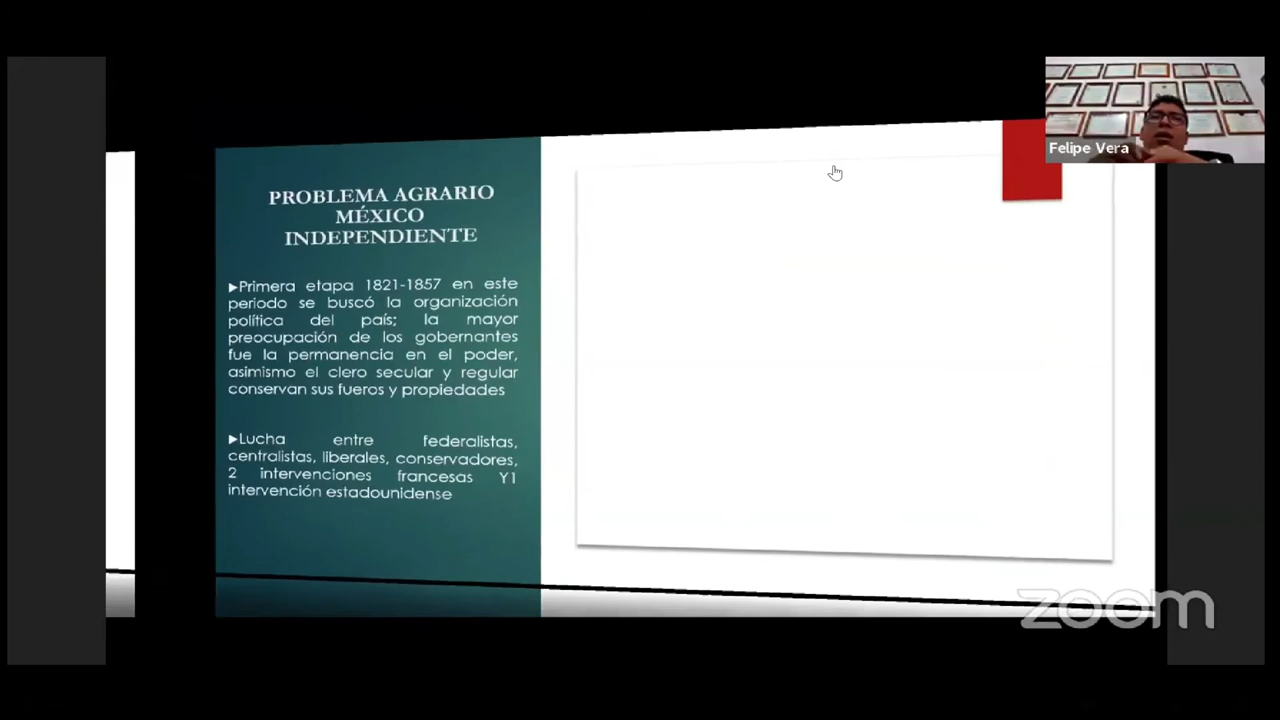 PROBLEMA AGRARIO
MÉXICO
INDEPENDIENTE
▶Primera etapa 1821-1857 en este
periodo se buscó la organización
política del país; la mayor
preocupación de los gobernantes
fue la permanencia en el poder,
asimismo el clero secular y regular
conservan sus fueros y propiedades
▶Lucha entre federalistas,
centralistas, liberales, conservadores,
2 intervenciones francesas Y1
intervención estadounidense
Felipe Vera
zoom